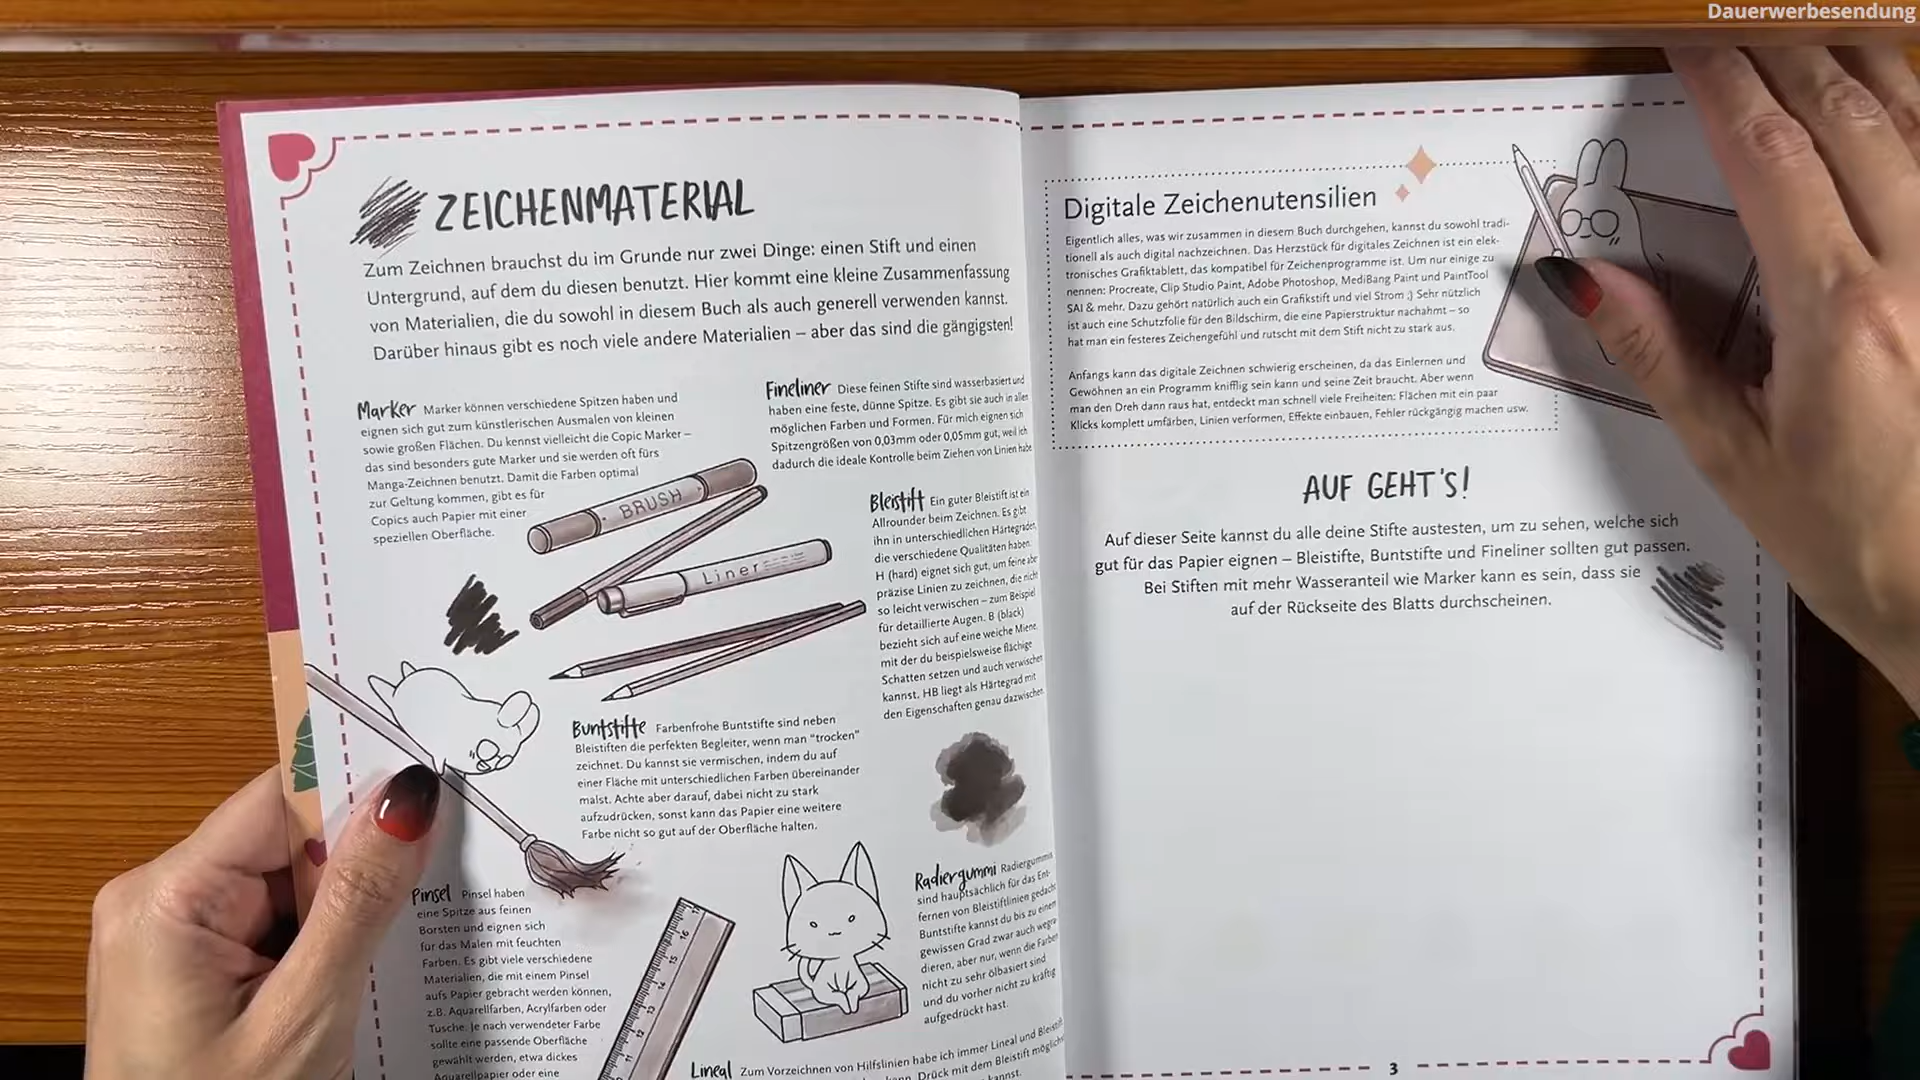 Dauerwerbesendung
ZEICHENMATERIAL
Zum Zeichnen brauchst du im Grunde nur zwei Dinge: einen Stift und einen
Untergrund, auf dem du diesen benutzt. Hier kommt eine kleine Zusammenfassung
von Materialien, die du sowohl in diesem Buch als auch generell verwenden kannst.
Darüber hinaus gibt es noch viele andere Materialien – aber das sind die gängigsten!
Marker Marker können verschiedene Spitzen haben und
eignen sich gut zum künstlerischen Ausmalen von kleinen
sowie großen Flächen. Du kennst vielleicht die Copic Marker –
das sind besonders gute Marker und sie werden oft fürs
Manga-Zeichnen benutzt. Damit die Farben optimal
zur Geltung kommen, gibt es für
Copics auch Papier mit einer
speziellen Oberfläche.
Fineliner Diese feinen Stifte sind wasserbasiert und
haben eine feste, dünne Spitze. Es gibt sie auch in allen
möglichen Farben und Formen. Für mich eignen sich
Spitzengrößen von 0,03mm oder 0,05mm gut, weil ich
dadurch die ideale Kontrolle beim Ziehen von Linien habe
BRUSH
Liner
Bleistift Ein guter Bleistift ist ein
Allrounder beim Zeichnen. Es gibt
ihn in unterschiedlichen Härtegraden,
die verschiedene Qualitäten haben.
H (hard) eignet sich gut, um feine aber
präzise Linien zu zeichnen, die nicht
so leicht verwischen – zum Beispiel
für detaillierte Augen. B (black)
bezieht sich auf eine weiche Miene,
mit der du beispielsweise flächige
Schatten setzen und auch verwischen
kannst. HB liegt als Härtegrad mit
den Eigenschaften genau dazwischen.
Buntstifte Farbenfrohe Buntstifte sind neben
Bleistiften die perfekten Begleiter, wenn man "trocken"
zeichnet. Du kannst sie vermischen, indem du auf
einer Fläche mit unterschiedlichen Farben übereinander
malst. Achte aber darauf, dabei nicht zu stark
aufzudrücken, sonst kann das Papier eine weitere
Farbe nicht so gut auf der Oberfläche halten.
Pinsel Pinsel haben
eine Spitze aus feinen
Borsten und eignen sich
für das Malen mit feuchten
Farben. Es gibt viele verschiedene
Materialien, die mit einem Pinsel
aufs Papier gebracht werden können,
z.B. Aquarellfarben, Acrylfarben oder
Tusche. Je nach verwendeter Farbe
sollte eine passende Oberfläche
gewählt werden, etwa dickes
Aquarellpapier oder eine
17
16
15
14
13
12
11
Radiergummi Radiergummis
sind hauptsächlich für das Ent-
fernen von Bleistiftlinien gedacht.
Buntstifte kannst du bis zu einem
gewissen Grad zwar auch wegra-
dieren, aber nur, wenn die Farben
nicht zu sehr ölbasiert sind
und du vorher nicht zu kräftig
aufgedrückt hast.
Lineal Zum Vorzeichnen von Hilfslinien habe ich immer Lineal und Bleistift
Drück mit dem Bleistift
kannst.
Digitale Zeichenutensilien
Eigentlich alles, was wir zusammen in diesem Buch durchgehen, kannst du sowohl tradi-
tionell als auch digital nachzeichnen. Das Herzstück für digitales Zeichnen ist ein elek-
tronisches Grafiktablett, das kompatibel für Zeichenprogramme ist. Um nur einige zu
nennen: Procreate, Clip Studio Paint, Adobe Photoshop, MediBang Paint und PaintTool
SAI & mehr. Dazu gehört natürlich auch ein Grafikstift und viel Strom ;) Sehr nützlich
ist auch eine Schutzfolie für den Bildschirm, die eine Papierstruktur nachahmt – so
hat man ein festeres Zeichengefühl und rutscht mit dem Stift nicht zu stark aus.
Anfangs kann das digitale Zeichnen schwierig erscheinen, da das Einlernen und
Gewöhnen an ein Programm knifflig sein kann und seine Zeit braucht. Aber wenn
man den Dreh dann raus hat, entdeckt man schnell viele Freiheiten: Flächen mit ein paar
Klicks komplett umfärben, Linien verformen, Effekte einbauen, Fehler rückgängig machen usw.
AUF GEHT'S!
Auf dieser Seite kannst du alle deine Stifte austesten, um zu sehen, welche sich
gut für das Papier eignen – Bleistifte, Buntstifte und Fineliner sollten gut passen.
Bei Stiften mit mehr Wasseranteil wie Marker kann es sein, dass sie
auf der Rückseite des Blatts durchscheinen.
3